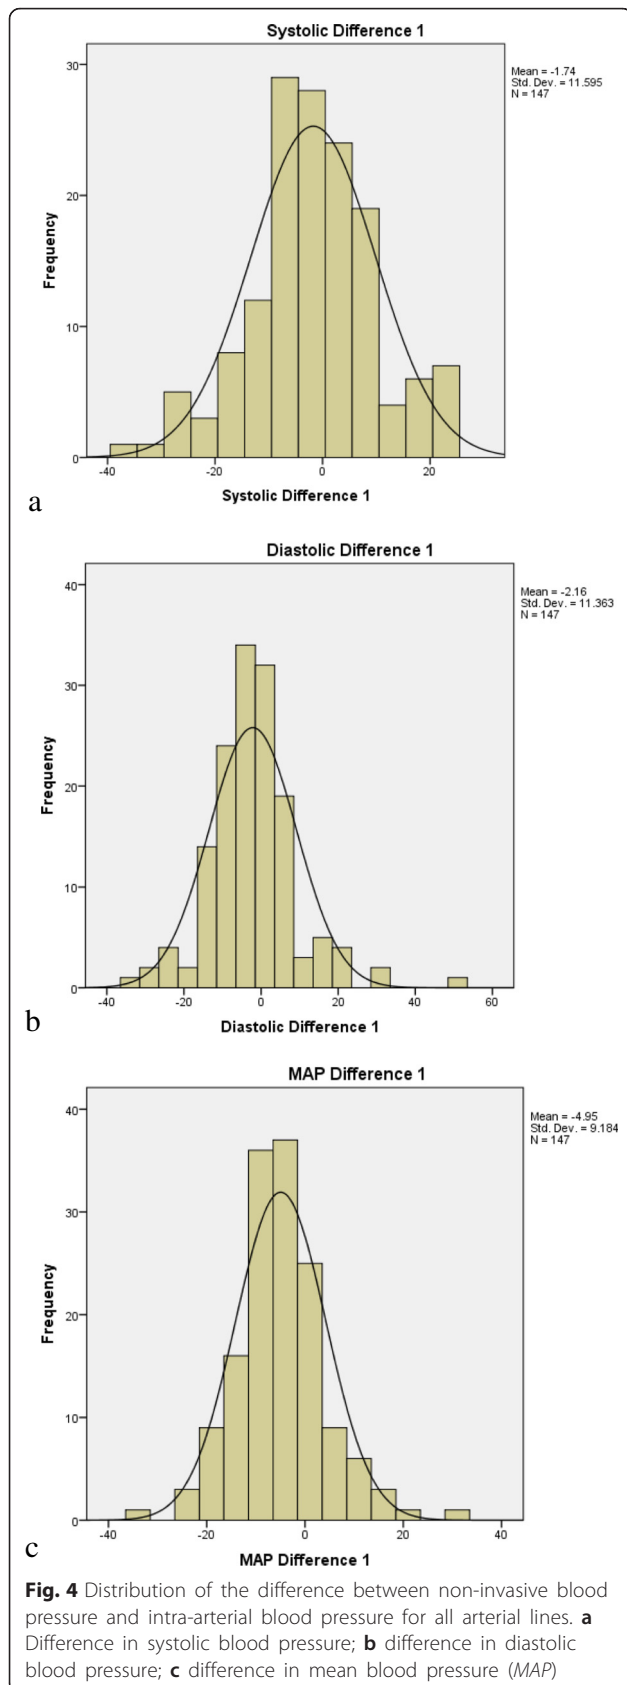 Systolic Difference 1
Mean = -1.74
Std. Dev. = 11.595
N = 147
30
20
10
0
Frequency
-40 -20 0 20
Systolic Difference 1
a
Diastolic Difference 1
Mean = -2.16
Std. Dev. = 11.363
N = 147
40
30
20
10
0
Frequency
-40 -20 0 20 40 60
Diastolic Difference 1
b
MAP Difference 1
Mean = -4.95
Std. Dev. = 9.184
N = 147
40
30
20
10
0
Frequency
-40 -20 0 20 40
MAP Difference 1
c
Fig. 4 Distribution of the difference between non-invasive blood
pressure and intra-arterial blood pressure for all arterial lines. a
Difference in systolic blood pressure; b difference in diastolic
blood pressure; c difference in mean blood pressure (MAP)